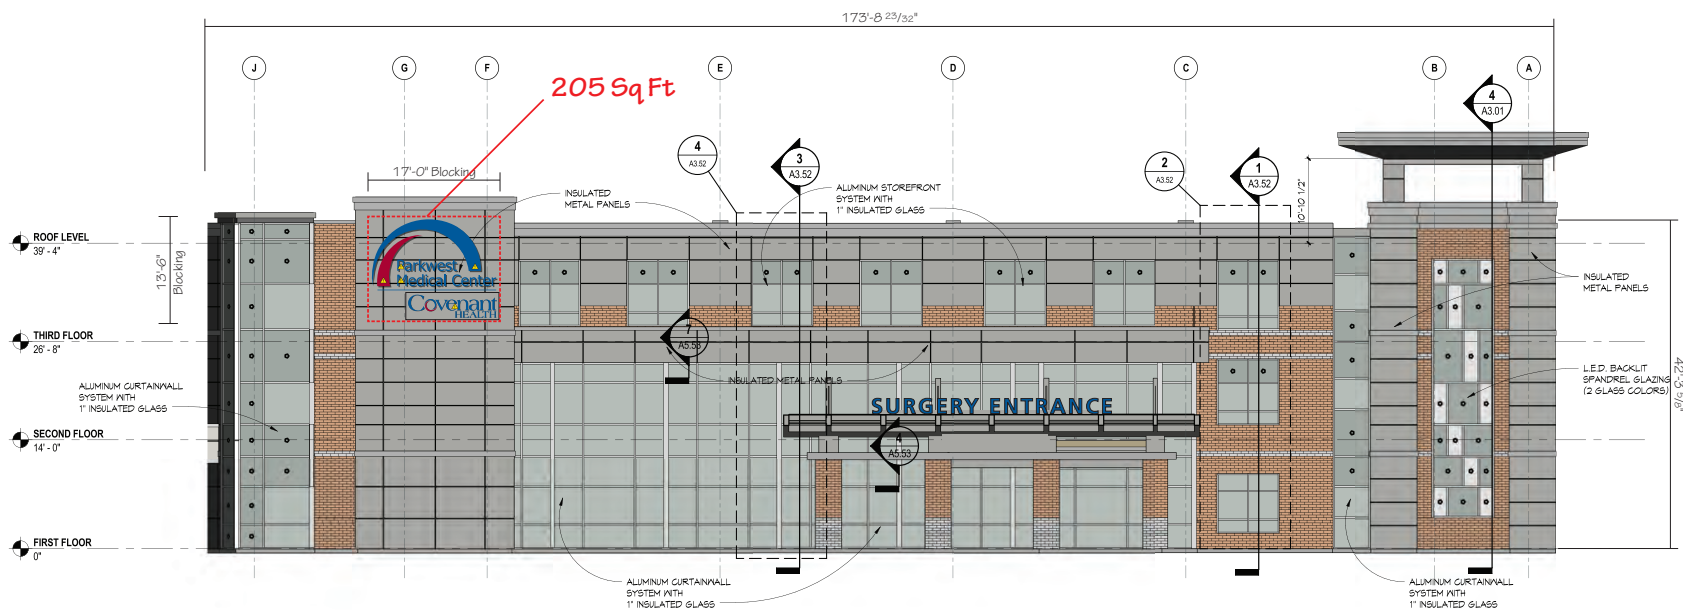 173'-8 23/32"
J
G
F
E
D
C
B
A
205 Sq Ft
4
A3.01
4
A3.52
3
A3.52
2
A3.52
1
A3.52
17'-0" Blocking
INSULATED
METAL PANELS
ALUMINUM STOREFRONT
SYSTEM WITH
1" INSULATED GLASS
10'-10 1/2"
ROOF LEVEL
39' - 4"
13'-6"
Blocking
Parkwest
Medical Center
Covenant
HEALTH
INSULATED
METAL PANELS
THIRD FLOOR
26' - 8"
7
INSULATED METAL PANELS
ALUMINUM CURTAINWALL
SYSTEM WITH
1" INSULATED GLASS
L.E.D. BACKLIT
SPANDREL GLAZING
(2 GLASS COLORS)
42'-3 5/8"
SURGERY ENTRANCE
SECOND FLOOR
14' - 0"
4
A5.53
FIRST FLOOR
0"
ALUMINUM CURTAINWALL
SYSTEM WITH
1" INSULATED GLASS
ALUMINUM CURTAINWALL
SYSTEM WITH
1" INSULATED GLASS